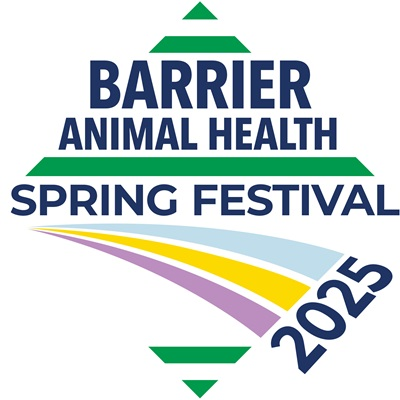 BARRIER
ANIMAL HEALTH
SPRING FESTIVAL
2025